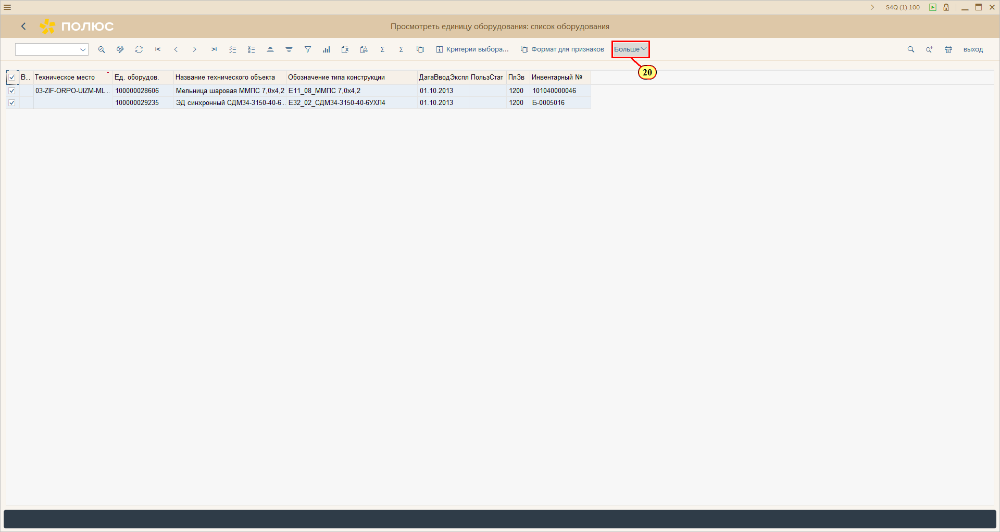 S4Q (1) 100
ПОЛЮС
Просмотреть единицу оборудования: список оборудования
Критерии выбора...
Формат для признаков
Больше
выход
20
В... Техническое место Ед. оборудов. Название технического объекта Обозначение типа конструкции ДатаВводЭкспл ПользСтат ПлЗв Инвентарный №
03-ZIF-ORPO-UIZM-ML... 100000028606 Мельница шаровая ММПС 7,0х4,2 E11_08_ММПС 7,0х4,2 01.10.2013 1200 101040000046
100000029235 ЭД синхронный СДМ34-3150-40-6... E32_02_СДМ34-3150-40-6УХЛ4 01.10.2013 1200 Б-0005016